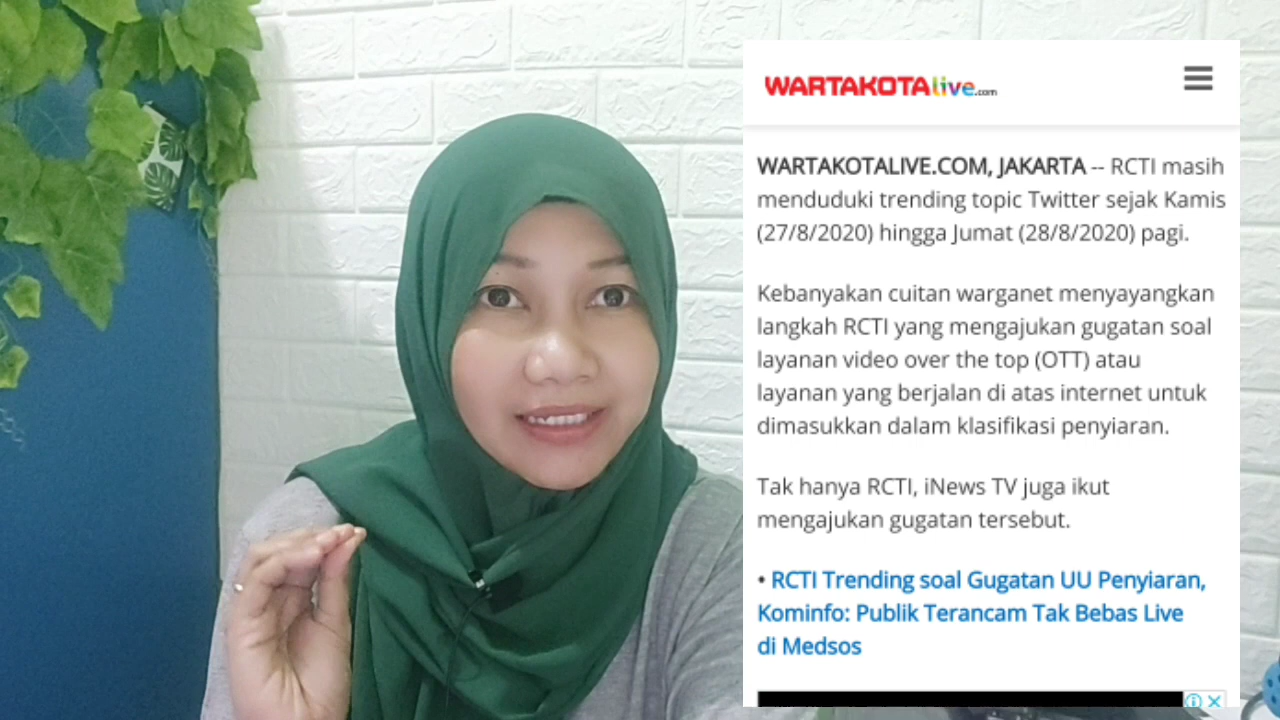 WARTAKOTAlive.com
WARTAKOTALIVE.COM, JAKARTA -- RCTI masih
menduduki trending topic Twitter sejak Kamis
(27/8/2020) hingga Jumat (28/8/2020) pagi.
Kebanyakan cuitan warganet menyayangkan
langkah RCTI yang mengajukan gugatan soal
layanan video over the top (OTT) atau
layanan yang berjalan di atas internet untuk
dimasukkan dalam klasifikasi penyiaran.
Tak hanya RCTI, iNews TV juga ikut
mengajukan gugatan tersebut.
• RCTI Trending soal Gugatan UU Penyiaran,
Kominfo: Publik Terancam Tak Bebas Live
di Medsos